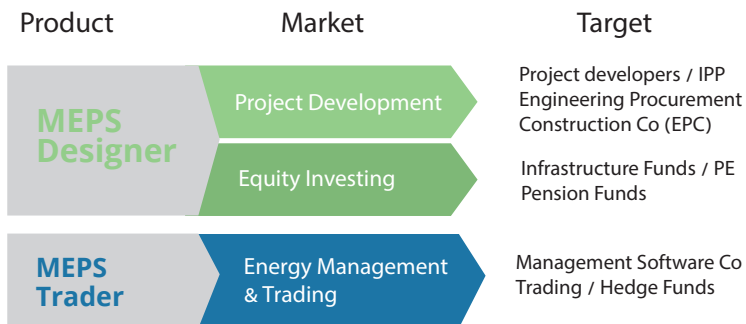 Product Market Target
MEPS
Designer
Project Development
Project developers / IPP
Engineering Procurement
Construction Co (EPC)
Equity Investing
Infrastructure Funds / PE
Pension Funds
MEPS
Trader
Energy Management
& Trading
Management Software Co
Trading / Hedge Funds